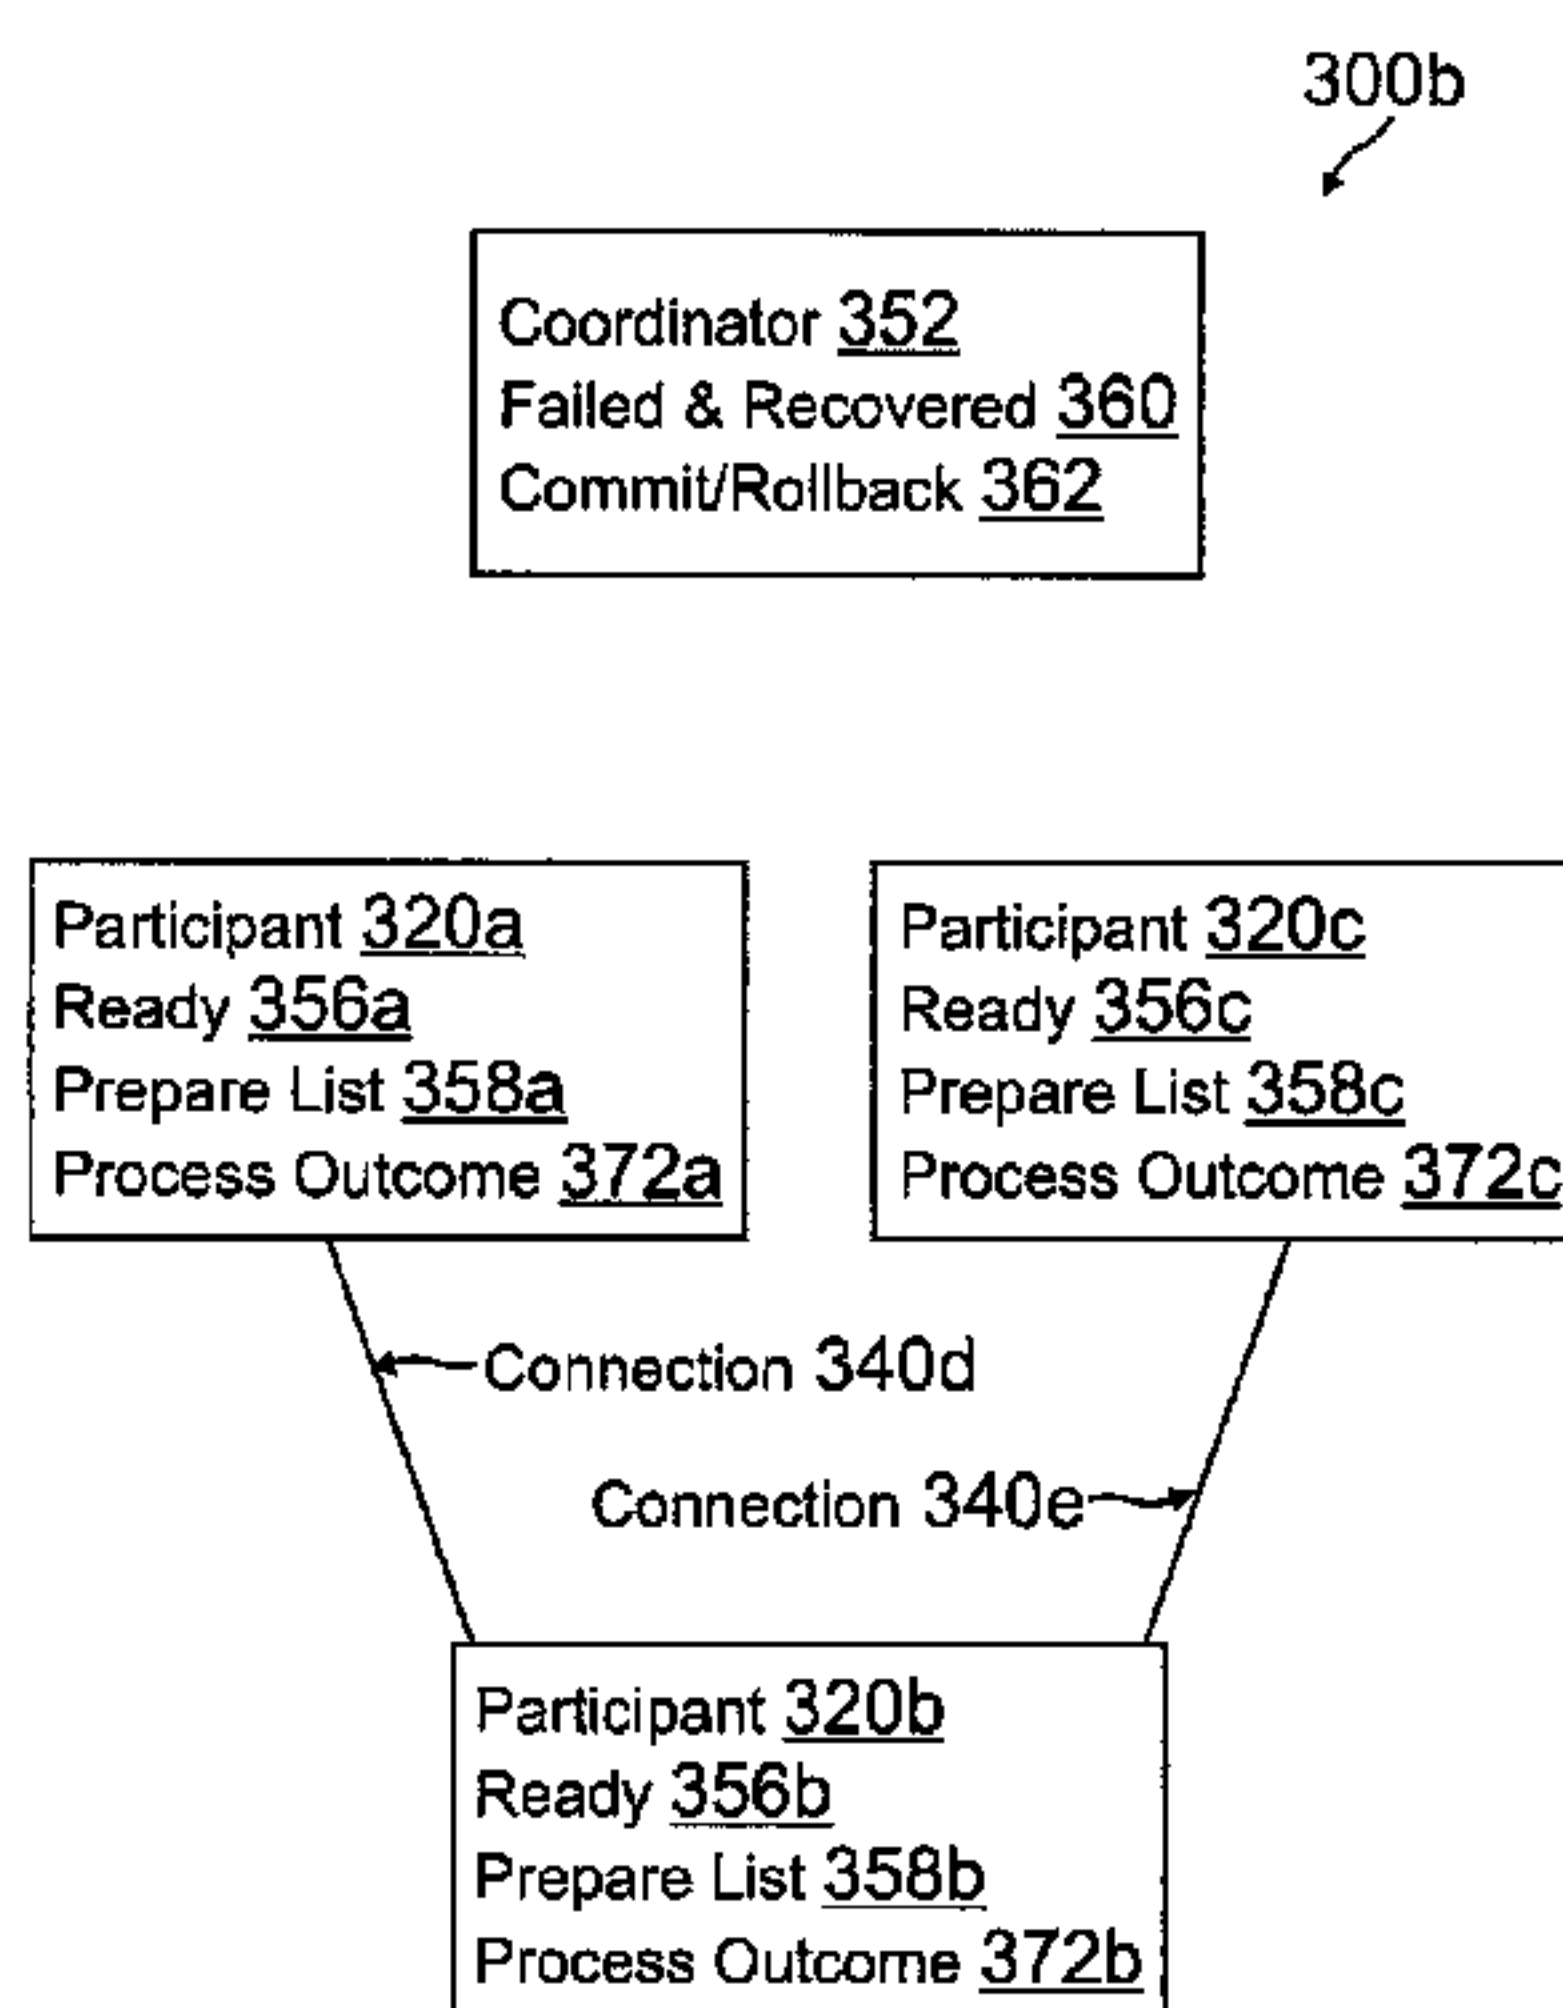 300b
Coordinator 352
Failed & Recovered 360
Commit/Rollback 362
Participant 320a
Ready 356a
Prepare List 358a
Process Outcome 372a
Participant 320c
Ready 356c
Prepare List 358c
Process Outcome 372c
Connection 340d
Connection 340e
Participant 320b
Ready 356b
Prepare List 358b
Process Outcome 372b